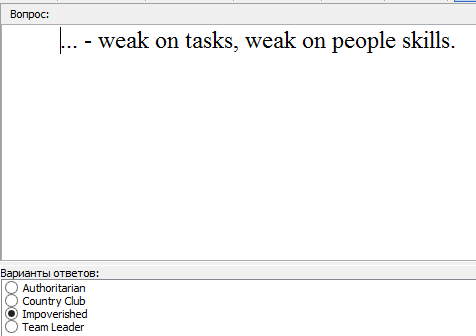 Вопрос:
... - weak on tasks, weak on people skills.
Варианты ответов:
Authoritarian
Country Club
Impoverished
Team Leader